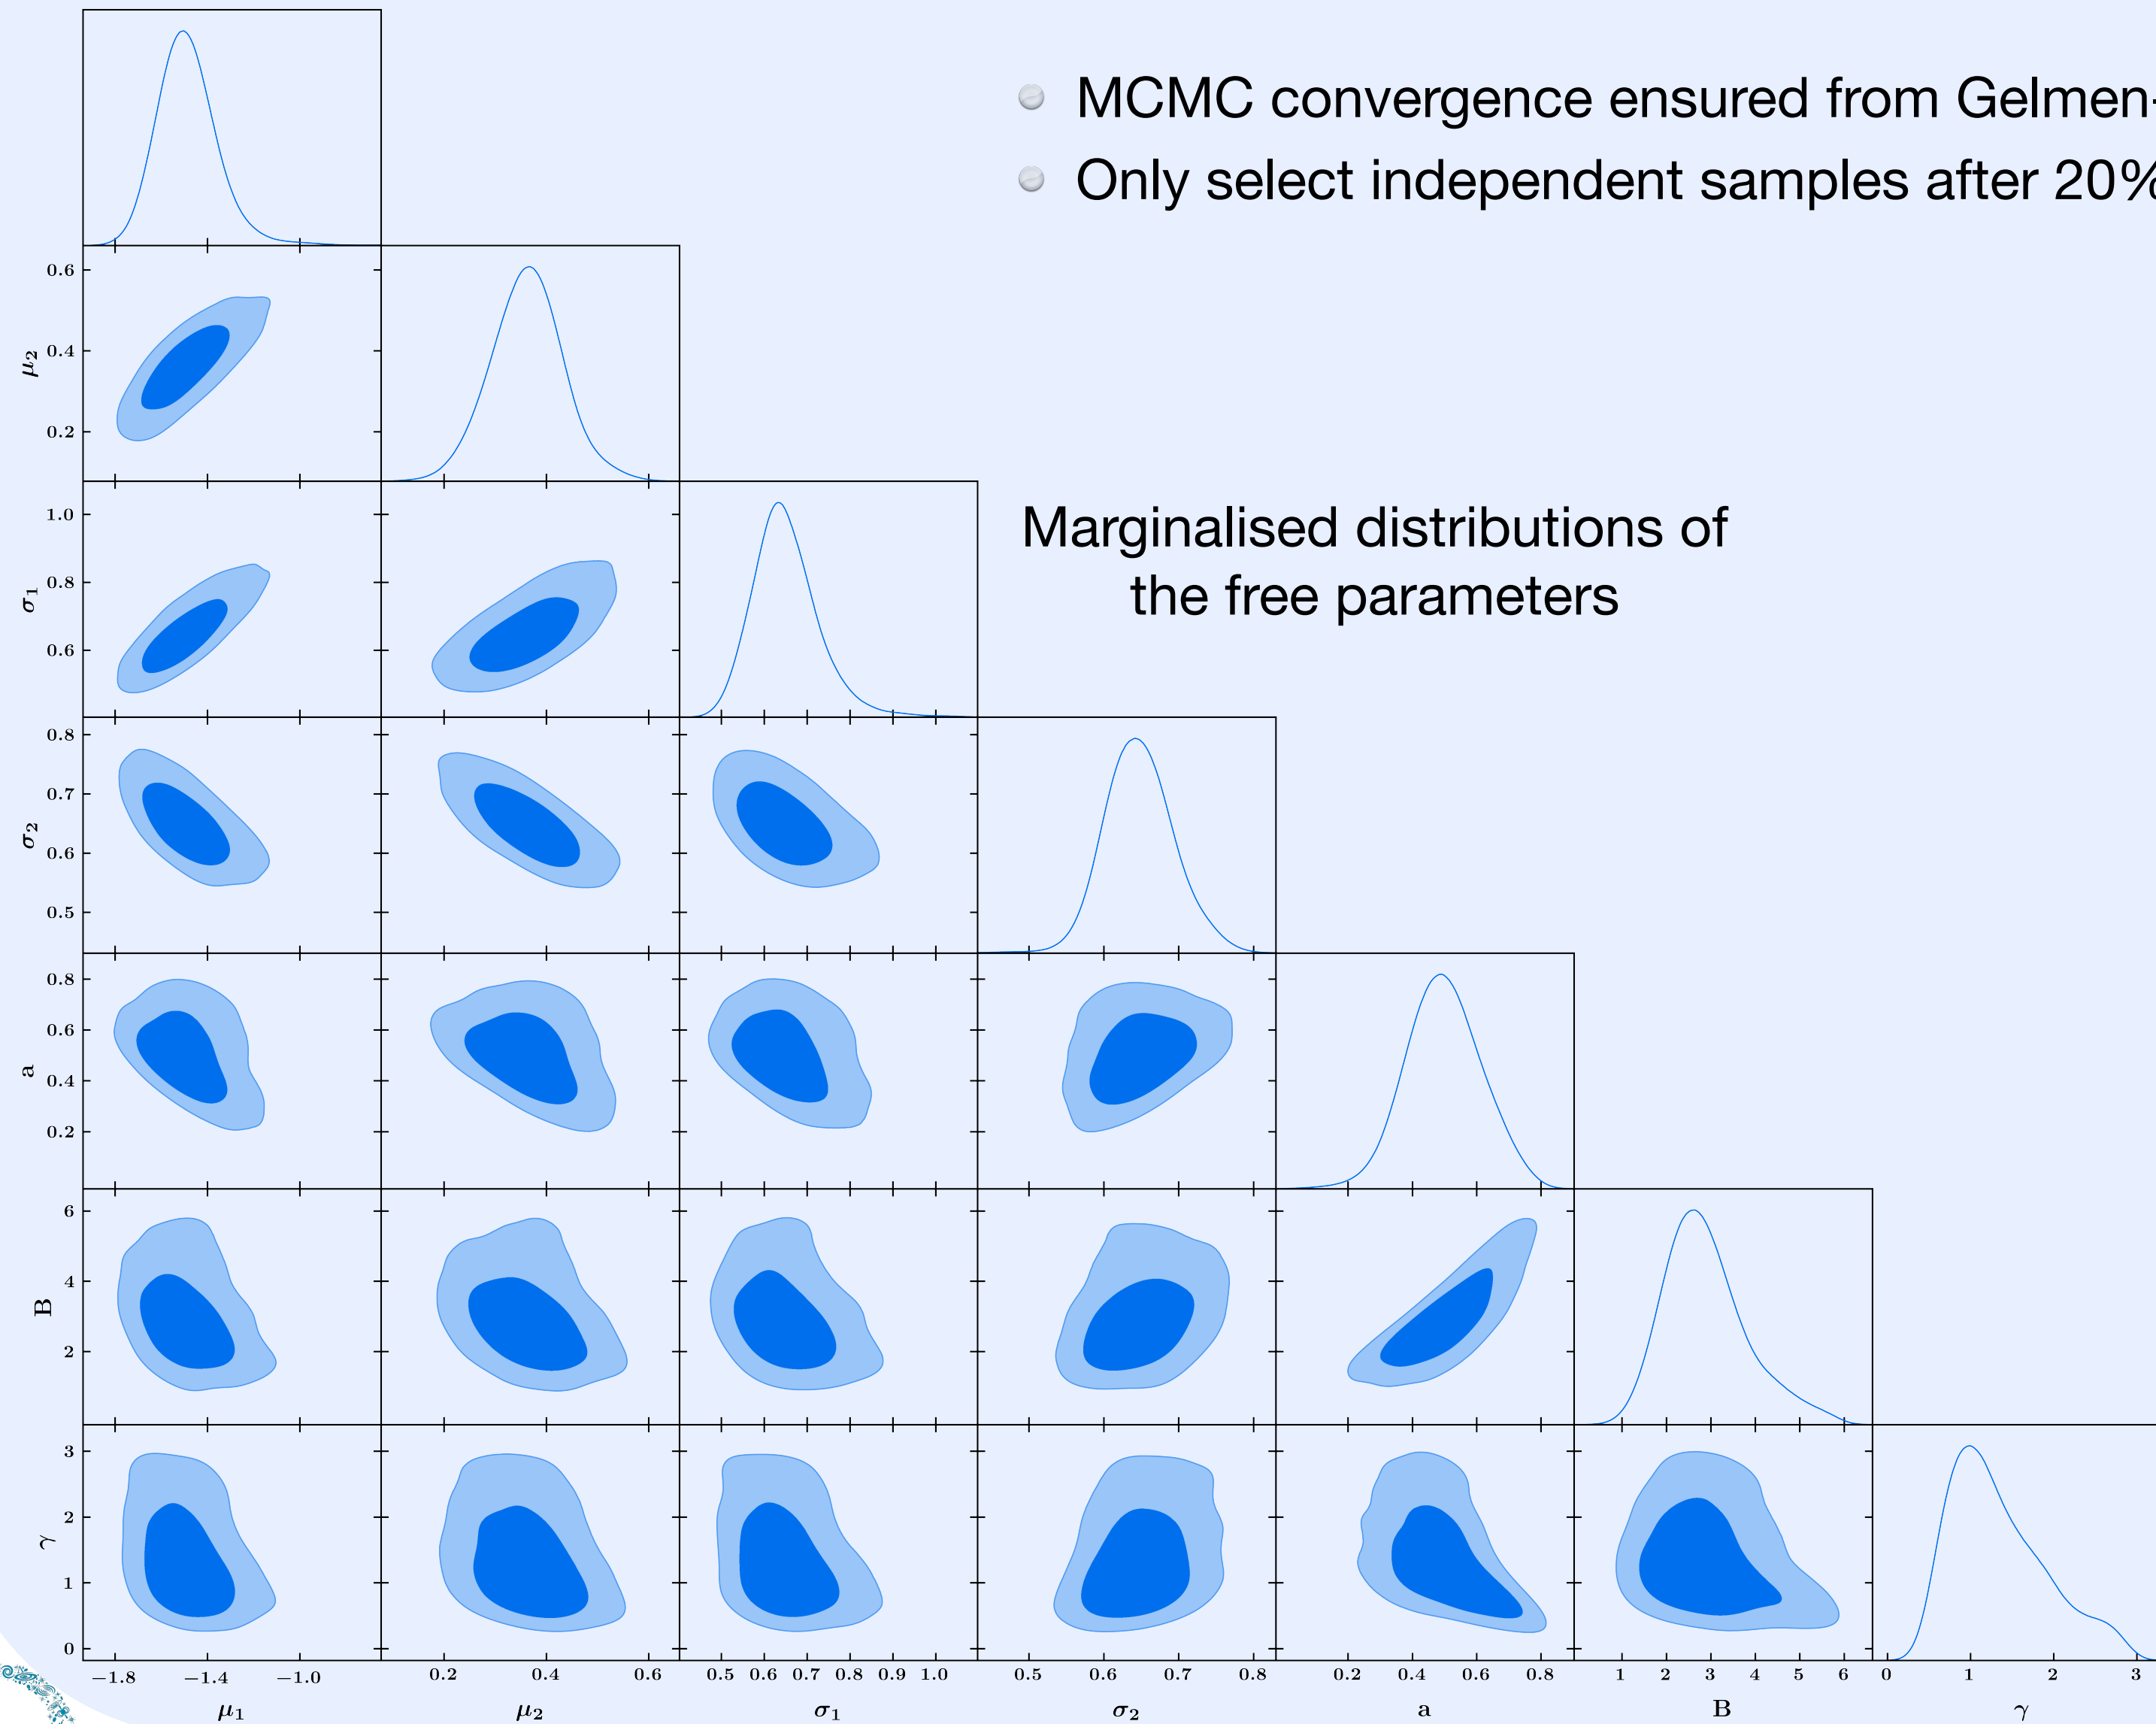 MCMC convergence ensured from Gelmen-
Only select independent samples after 20%
Marginalised distributions of
the free parameters
0.6
0.4
0.2
μ₂
1.0
0.8
0.6
σ₁
0.8
0.7
0.6
0.5
σ₂
0.8
0.6
0.4
0.2
a
6
4
2
B
3
2
1
0
γ
−1.8 −1.4 −1.0 0.2 0.4 0.6 0.5 0.6 0.7 0.8 0.9 1.0 0.5 0.6 0.7 0.8 0.2 0.4 0.6 0.8 1 2 3 4 5 6 0 1 2 3
μ₁ μ₂ σ₁ σ₂ a B γ